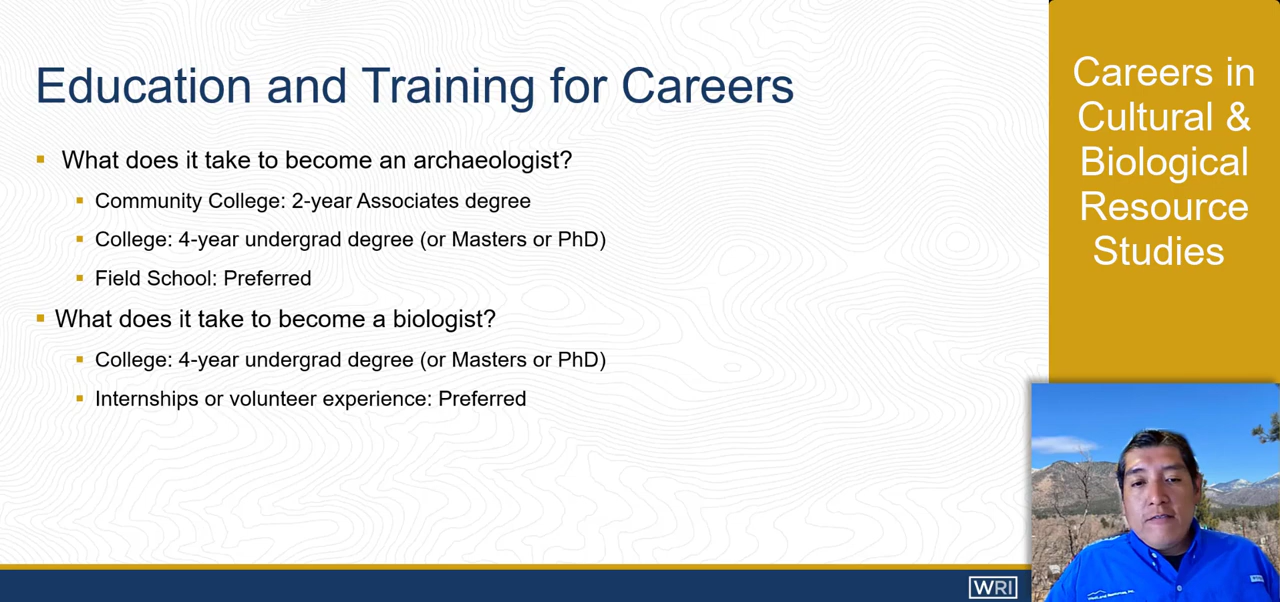 Education and Training for Careers
What does it take to become an archaeologist?
Community College: 2-year Associates degree
College: 4-year undergrad degree (or Masters or PhD)
Field School: Preferred
What does it take to become a biologist?
College: 4-year undergrad degree (or Masters or PhD)
Internships or volunteer experience: Preferred
Careers in
Cultural &
Biological
Resource
Studies
WRI